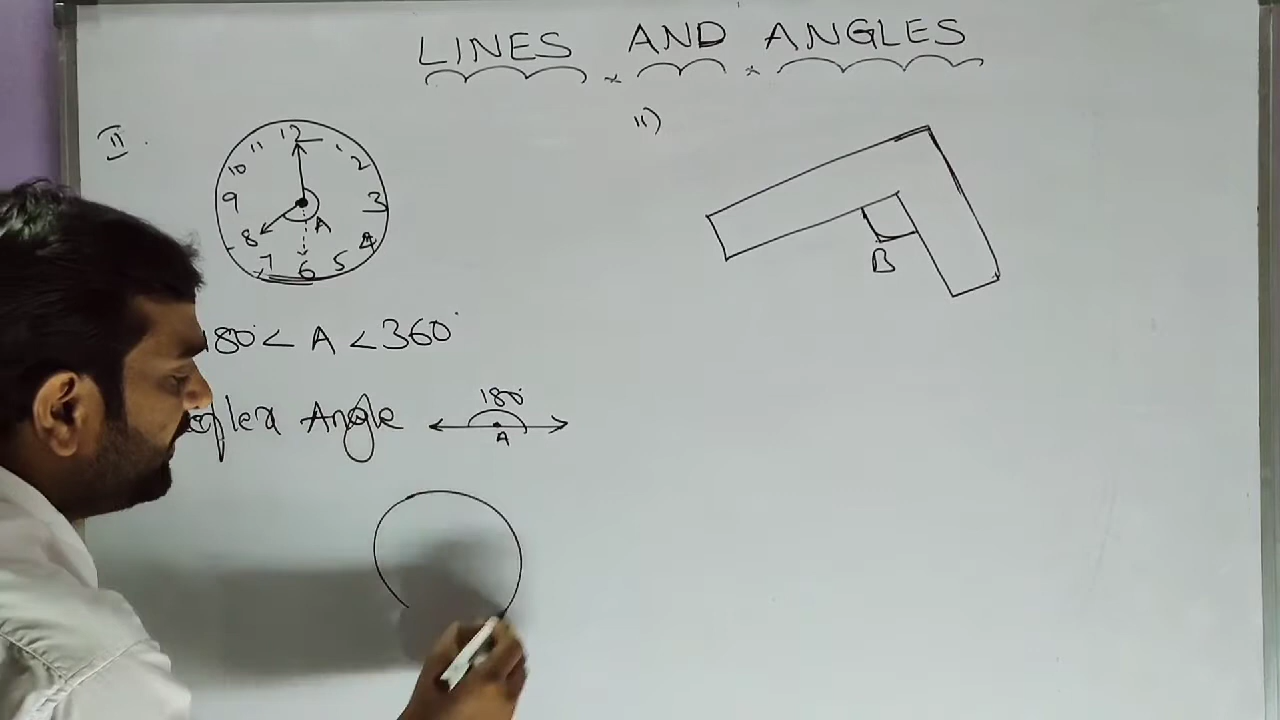 LINES AND ANGLES
II.
12
11 1
10 2
9 3
A
8 4
7 5
6
180° < A < 360°
Angle 180°
A
ii)
B